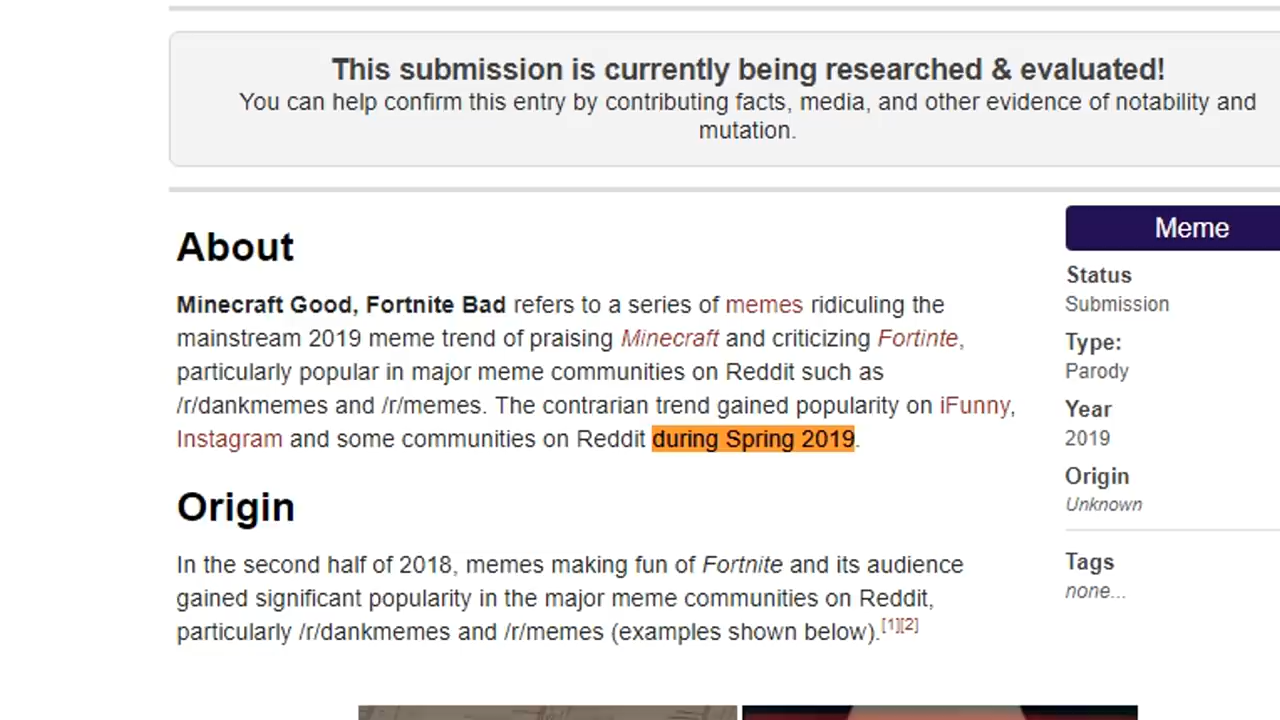 This submission is currently being researched & evaluated!
You can help confirm this entry by contributing facts, media, and other evidence of notability and
mutation.
About
Minecraft Good, Fortnite Bad refers to a series of memes ridiculing the
mainstream 2019 meme trend of praising Minecraft and criticizing Fortinte,
particularly popular in major meme communities on Reddit such as
/r/dankmemes and /r/memes. The contrarian trend gained popularity on iFunny,
Instagram and some communities on Reddit during Spring 2019.
Origin
In the second half of 2018, memes making fun of Fortnite and its audience
gained significant popularity in the major meme communities on Reddit,
particularly /r/dankmemes and /r/memes (examples shown below).[1][2]
Meme
Status
Submission
Type:
Parody
Year
2019
Origin
Unknown
Tags
none...